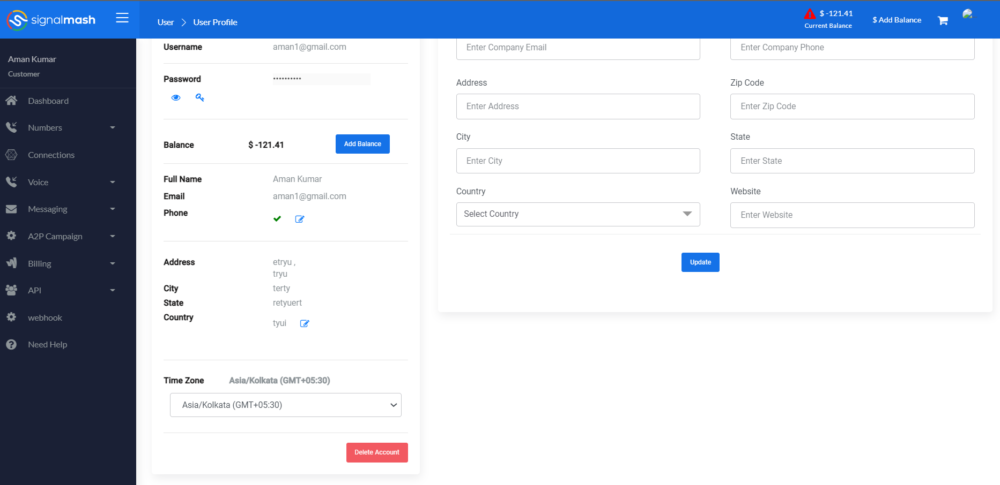 signalmash
User > User Profile
$ -121.41
Current Balance
$ Add Balance
Aman Kumar
Customer
Dashboard
Numbers
Connections
Voice
Messaging
A2P Campaign
Billing
API
webhook
Need Help
Username aman1@gmail.com
Password ••••••••••
Balance $ -121.41 Add Balance
Full Name Aman Kumar
Email aman1@gmail.com
Phone
Address etryu ,
tryu
City terty
State retyuert
Country tyui
Time Zone Asia/Kolkata (GMT+05:30)
Asia/Kolkata (GMT+05:30)
Delete Account
Enter Company Email Enter Company Phone
Address Zip Code
Enter Address Enter Zip Code
City State
Enter City Enter State
Country Website
Select Country Enter Website
Update